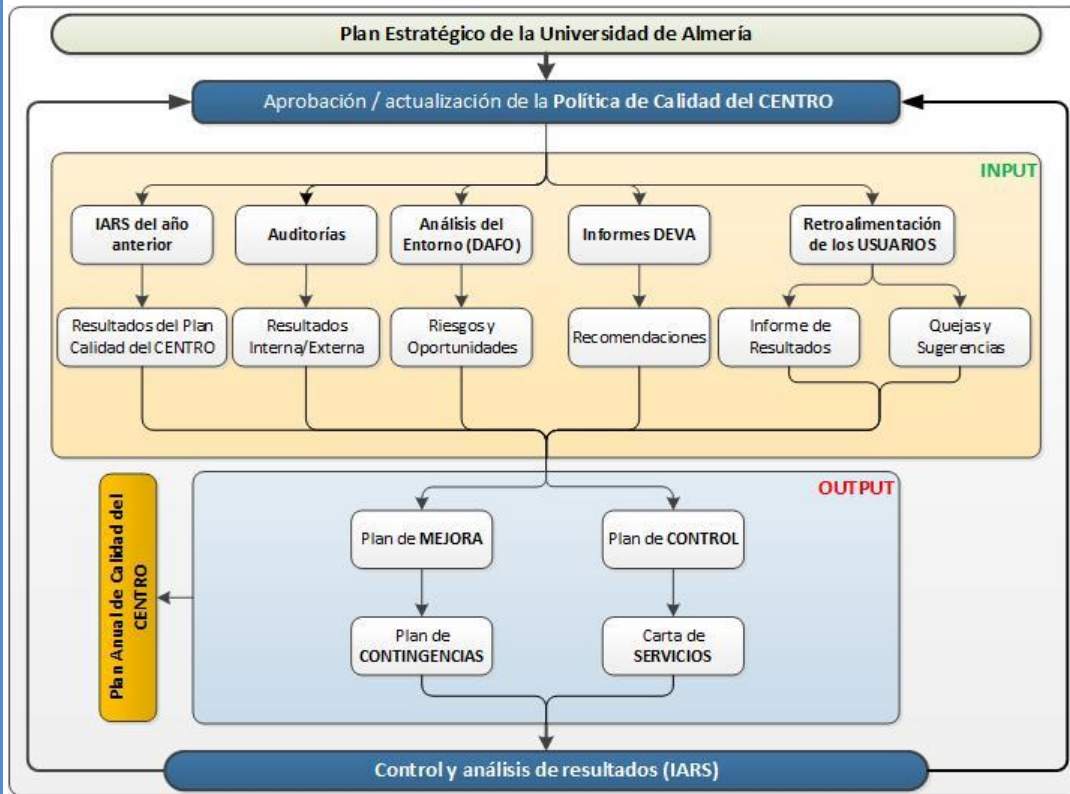 Plan Estratégico de la Universidad de Almería
Aprobación / actualización de la Política de Calidad del CENTRO
INPUT
IARS del año
anterior
Auditorías
Análisis del
Entorno (DAFO)
Informes DEVA
Retroalimentación
de los USUARIOS
Resultados del Plan
Calidad del CENTRO
Resultados
Interna/Externa
Riesgos y
Oportunidades
Recomendaciones
Informe de
Resultados
Quejas y
Sugerencias
OUTPUT
Plan de MEJORA
Plan de CONTROL
Plan Anual de Calidad del
CENTRO
Plan de
CONTINGENCIAS
Carta de
SERVICIOS
Control y análisis de resultados (IARS)